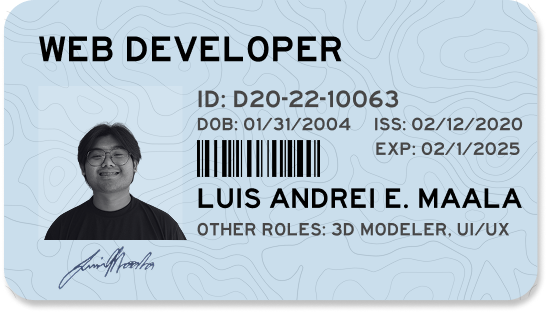 WEB DEVELOPER
ID: D20-22-10063
DOB: 01/31/2004 ISS: 02/12/2020
EXP: 02/1/2025
LUIS ANDREI E. MAALA
OTHER ROLES: 3D MODELER, UI/UX